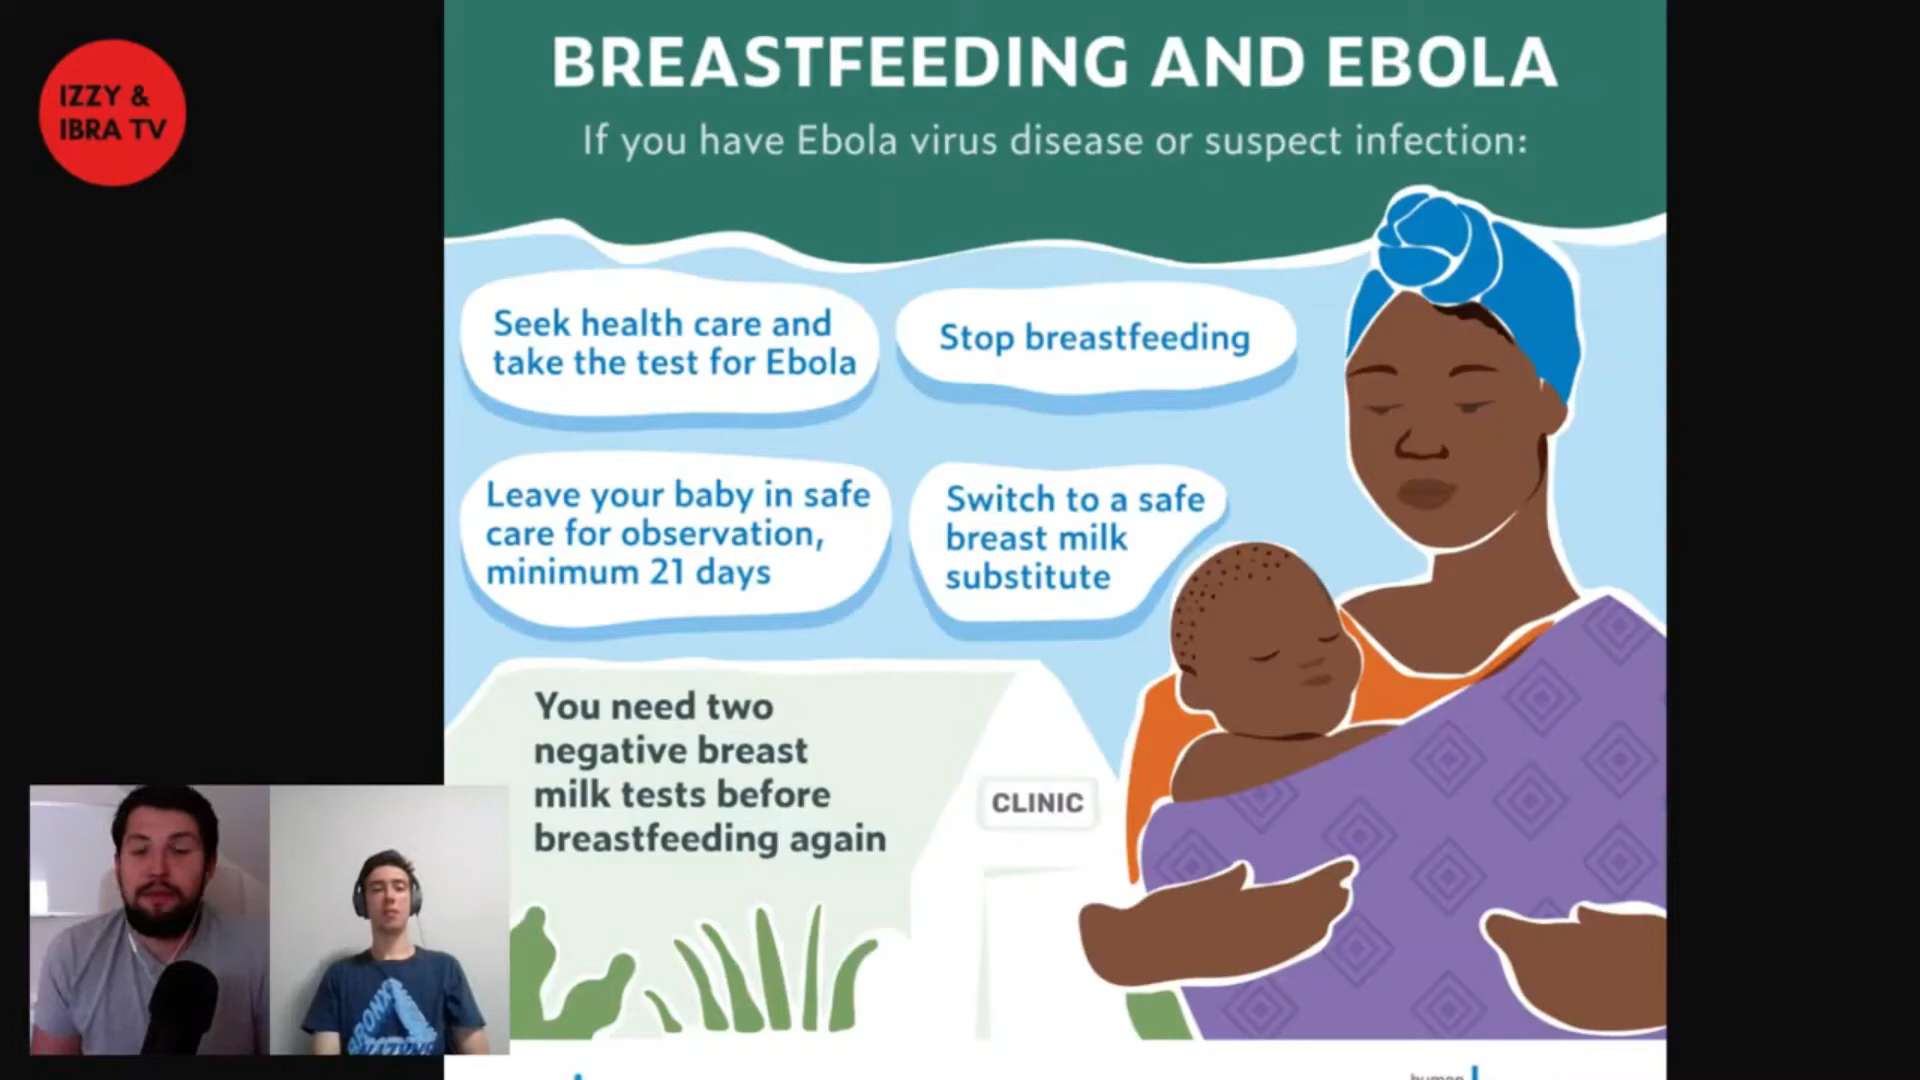 IZZY &
IBRA TV
BREASTFEEDING AND EBOLA
If you have Ebola virus disease or suspect infection:
Seek health care and
take the test for Ebola
Stop breastfeeding
Leave your baby in safe
care for observation,
minimum 21 days
Switch to a safe
breast milk
substitute
You need two
negative breast
milk tests before
breastfeeding again
CLINIC
BRONX
human